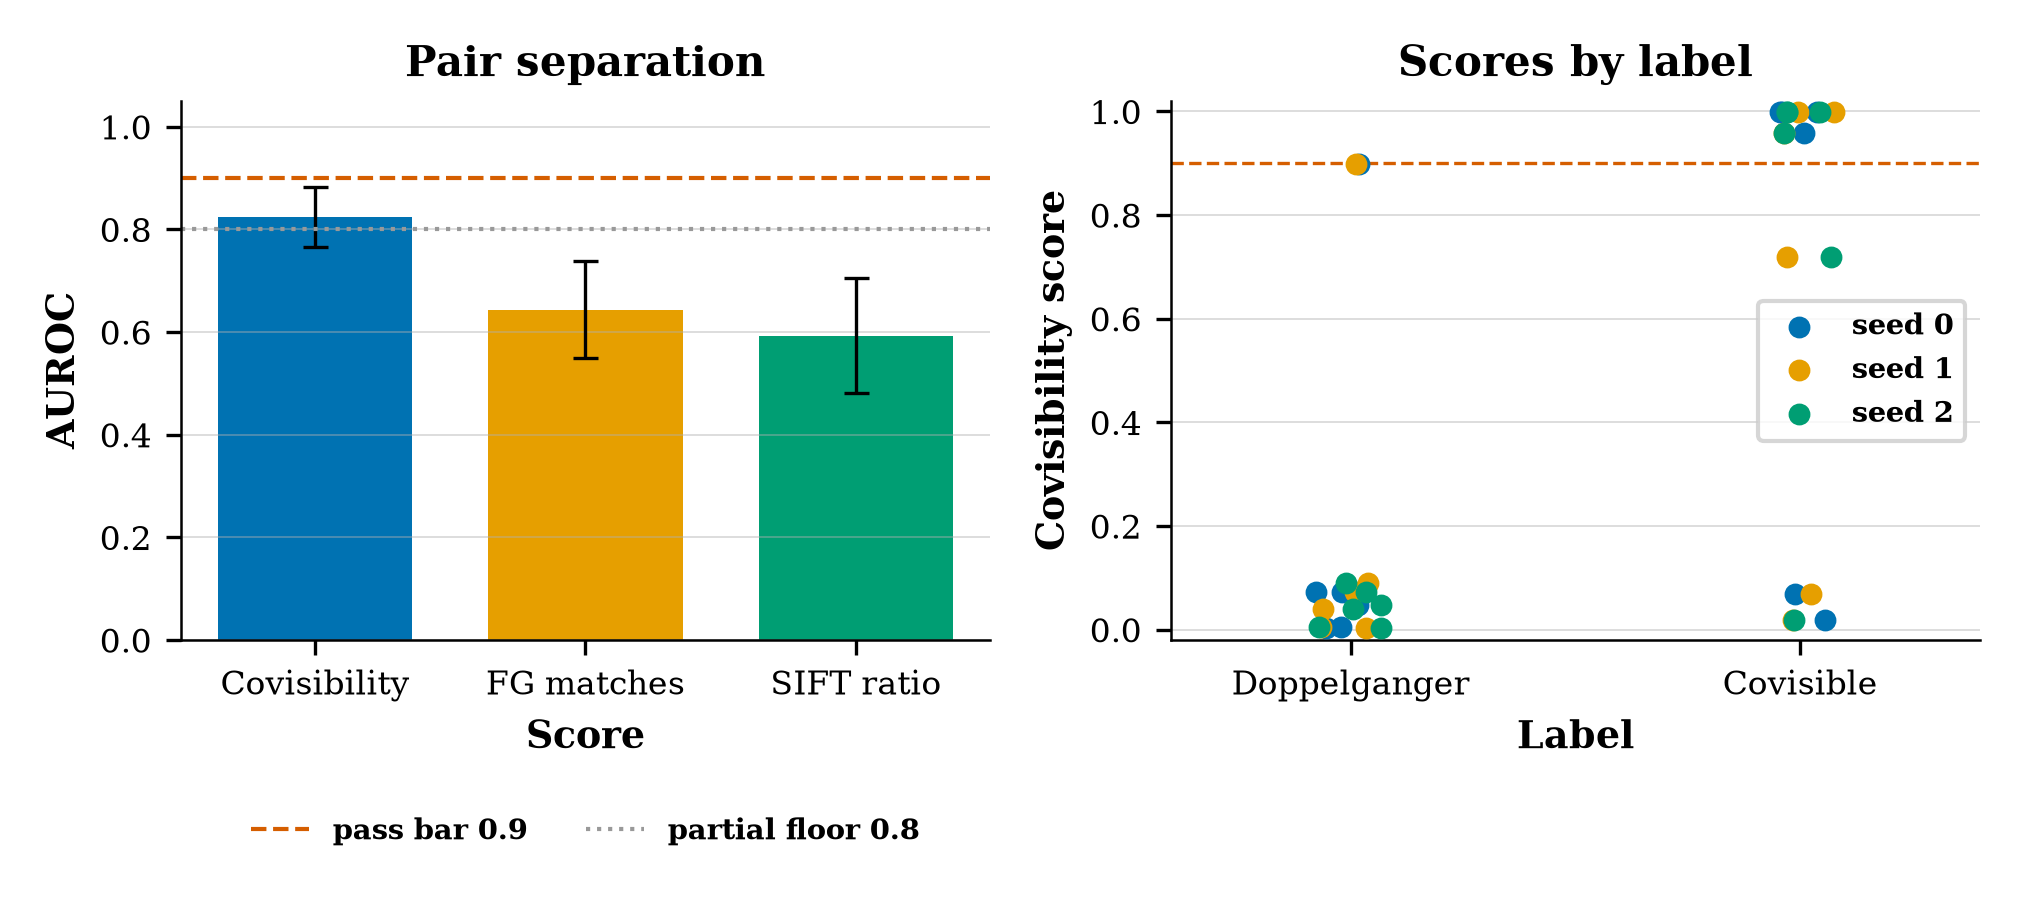 Pair separation
1.0
0.8
0.6
0.4
0.2
0.0
AUROC
Covisibility
FG matches
SIFT ratio
Score
pass bar 0.9
partial floor 0.8
Scores by label
1.0
0.8
0.6
0.4
0.2
0.0
Covisibility score
seed 0
seed 1
seed 2
Doppelganger
Covisible
Label